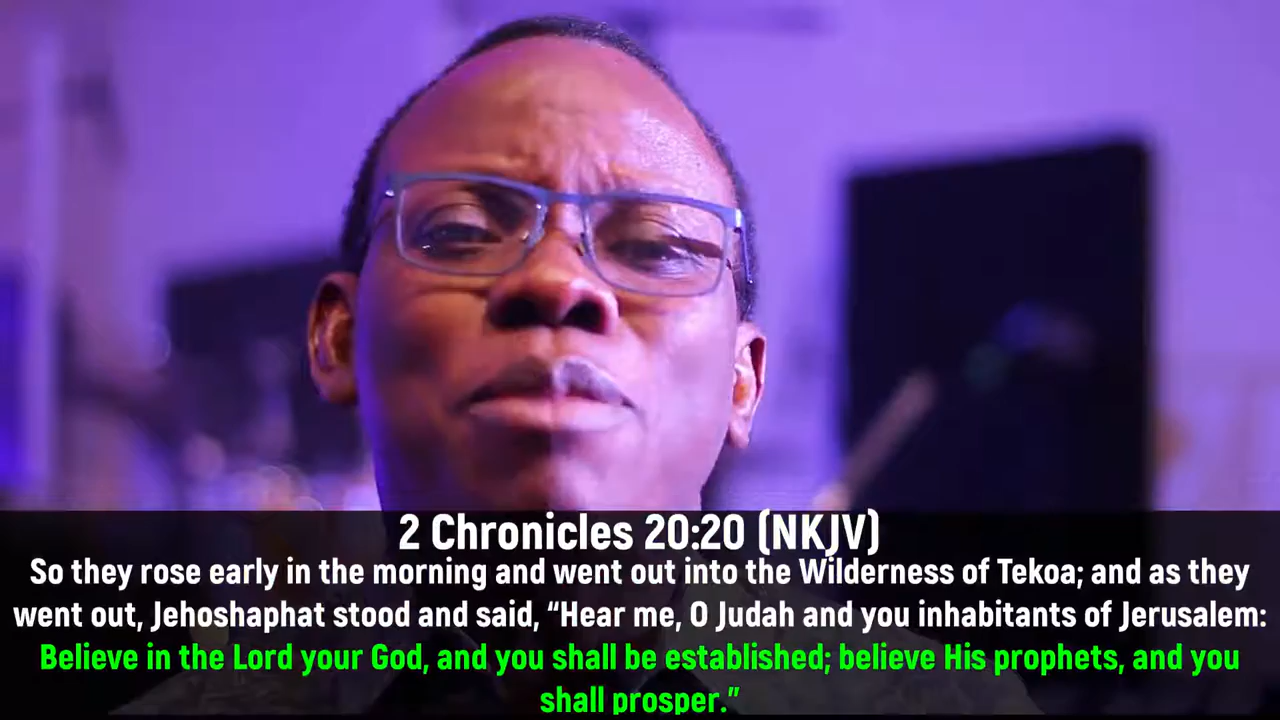 2 Chronicles 20:20 (NKJV)
So they rose early in the morning and went out into the Wilderness of Tekoa; and as they
went out, Jehoshaphat stood and said, “Hear me, O Judah and you inhabitants of Jerusalem:
Believe in the Lord your God, and you shall be established; believe His prophets, and you
shall prosper.”